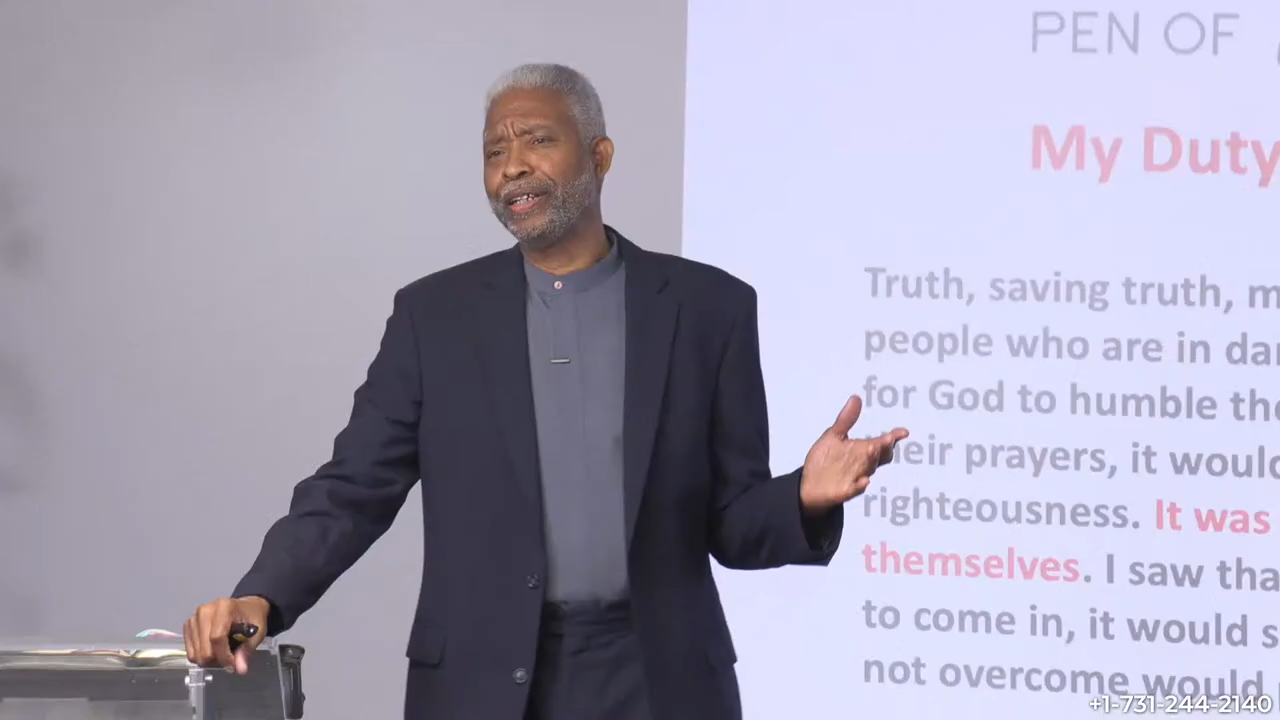 PEN OF
My Duty
Truth, saving truth, m
people who are in dar
for God to humble the
their prayers, it would
righteousness. It was
themselves. I saw tha
to come in, it would s
not overcome would
+1-731-244-2140